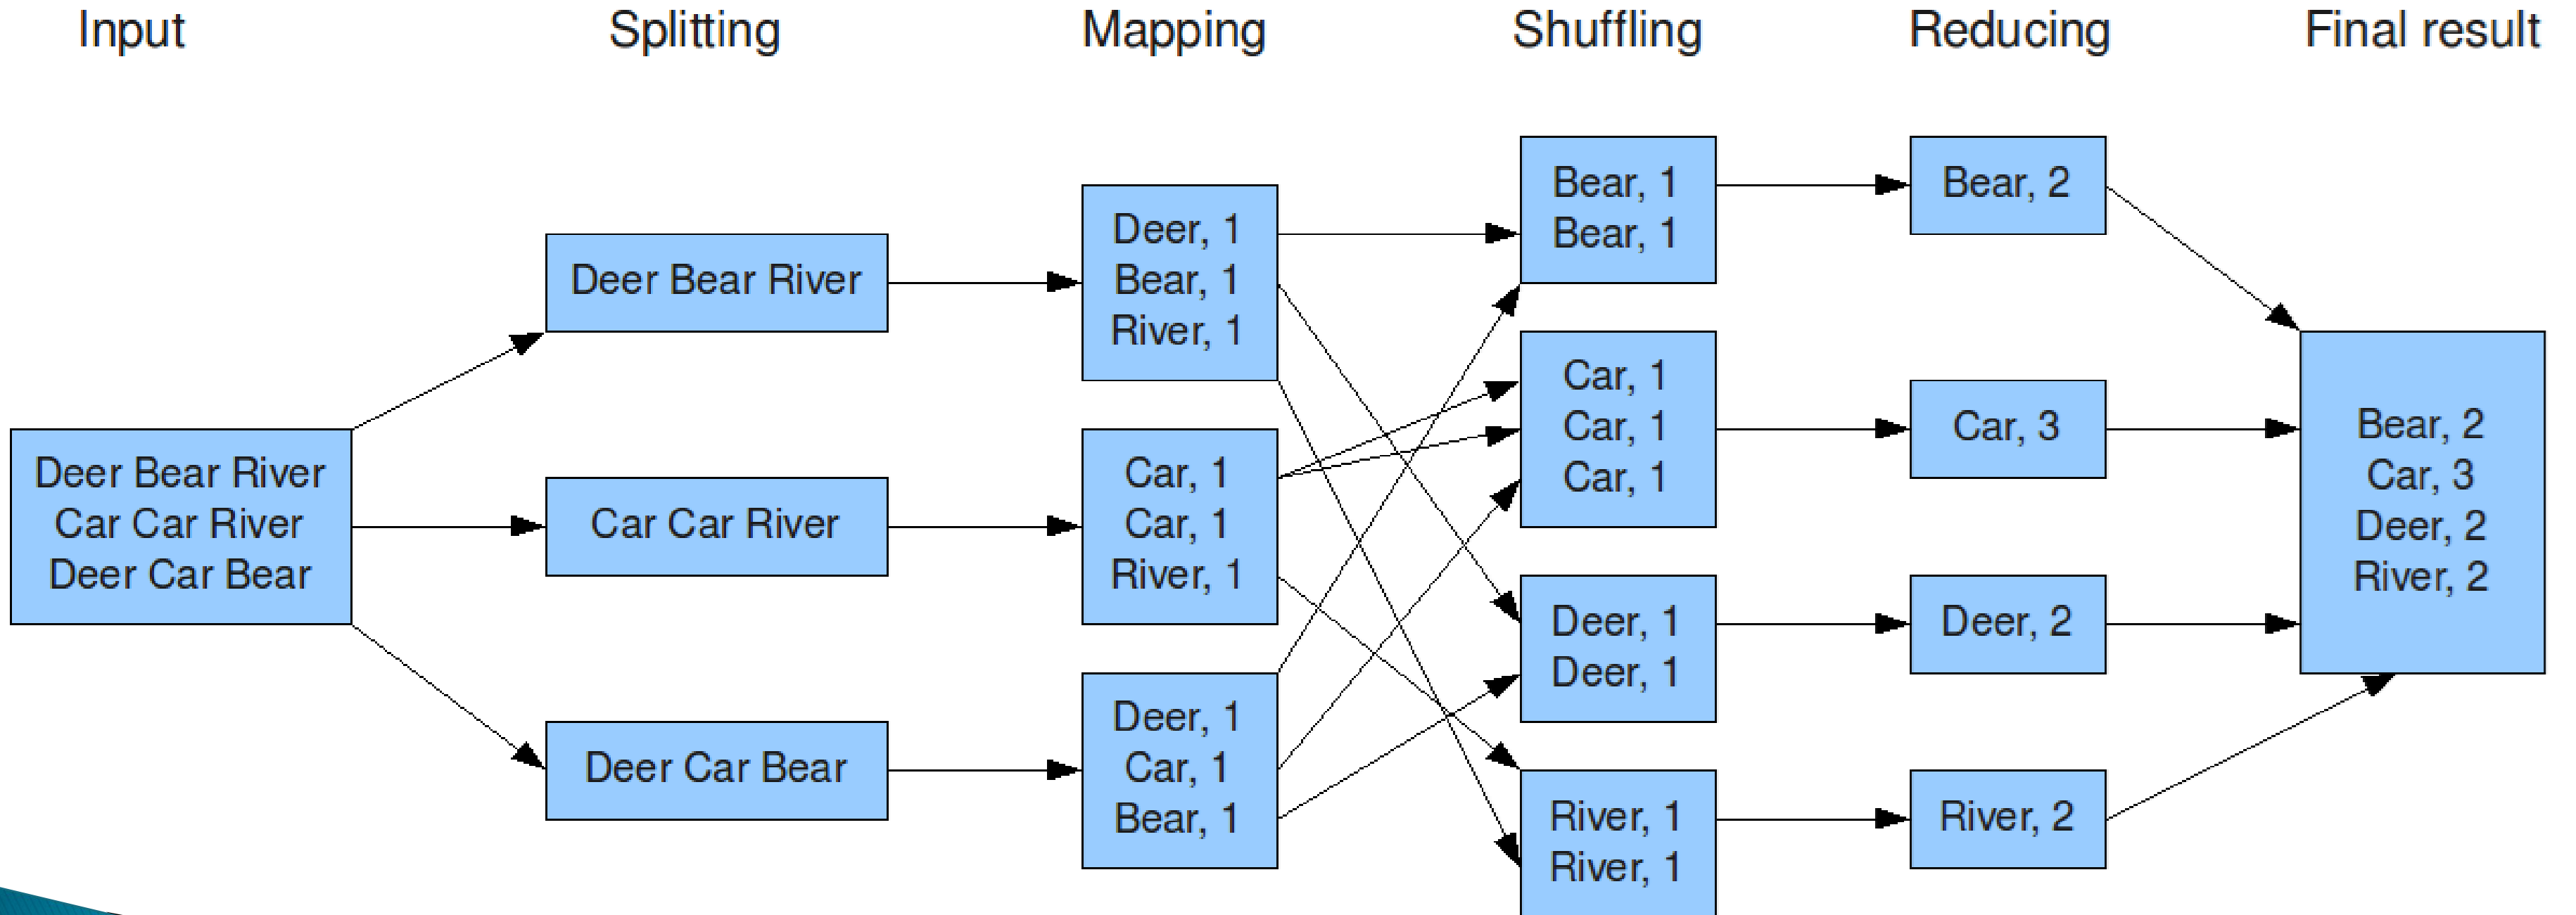 Input
Splitting
Mapping
Shuffling
Reducing
Final result
Deer Bear River
Car Car River
Deer Car Bear
Deer Bear River
Car Car River
Deer Car Bear
Deer, 1
Bear, 1
River, 1
Car, 1
Car, 1
River, 1
Deer, 1
Car, 1
Bear, 1
Bear, 1
Bear, 1
Car, 1
Car, 1
Car, 1
Deer, 1
Deer, 1
River, 1
River, 1
Bear, 2
Car, 3
Deer, 2
River, 2
Bear, 2
Car, 3
Deer, 2
River, 2